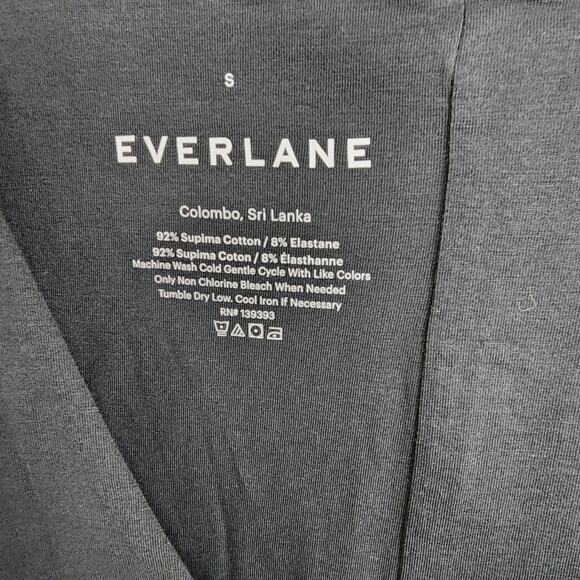 S
EVERLANE
Colombo, Sri Lanka
92% Supima Cotton / 8% Elastane
92% Supima Coton / 8% Élasthanne
Machine Wash Cold Gentle Cycle With Like Colors
Only Non Chlorine Bleach When Needed
Tumble Dry Low. Cool Iron If Necessary
RN# 139393